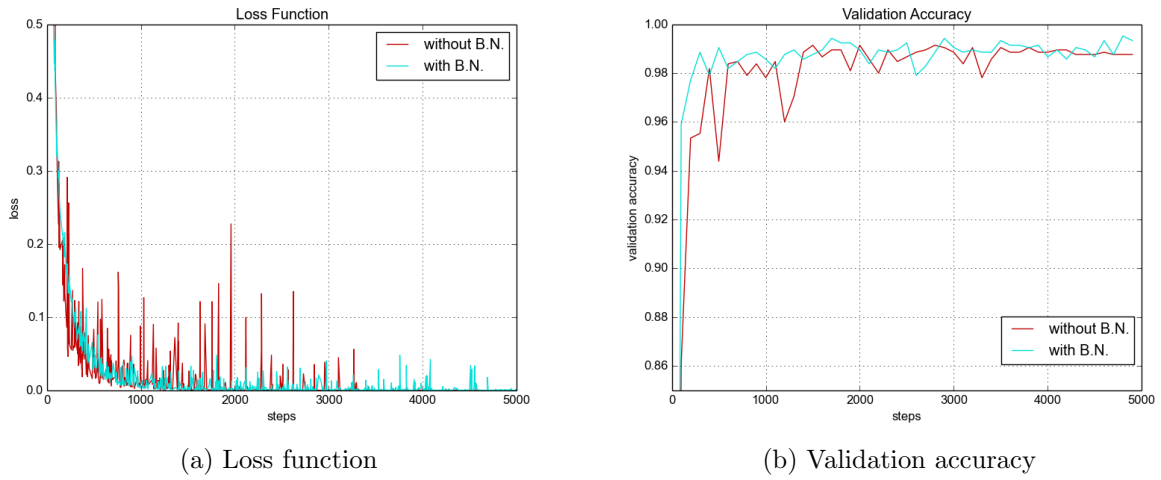 Loss Function
0.5
0.4
0.3
0.2
0.1
0.0
loss
without B.N.
with B.N.
0 1000 2000 3000 4000 5000
steps
(a) Loss function
Validation Accuracy
1.00
0.98
0.96
0.94
0.92
0.90
0.88
0.86
validation accuracy
without B.N.
with B.N.
0 1000 2000 3000 4000 5000
steps
(b) Validation accuracy